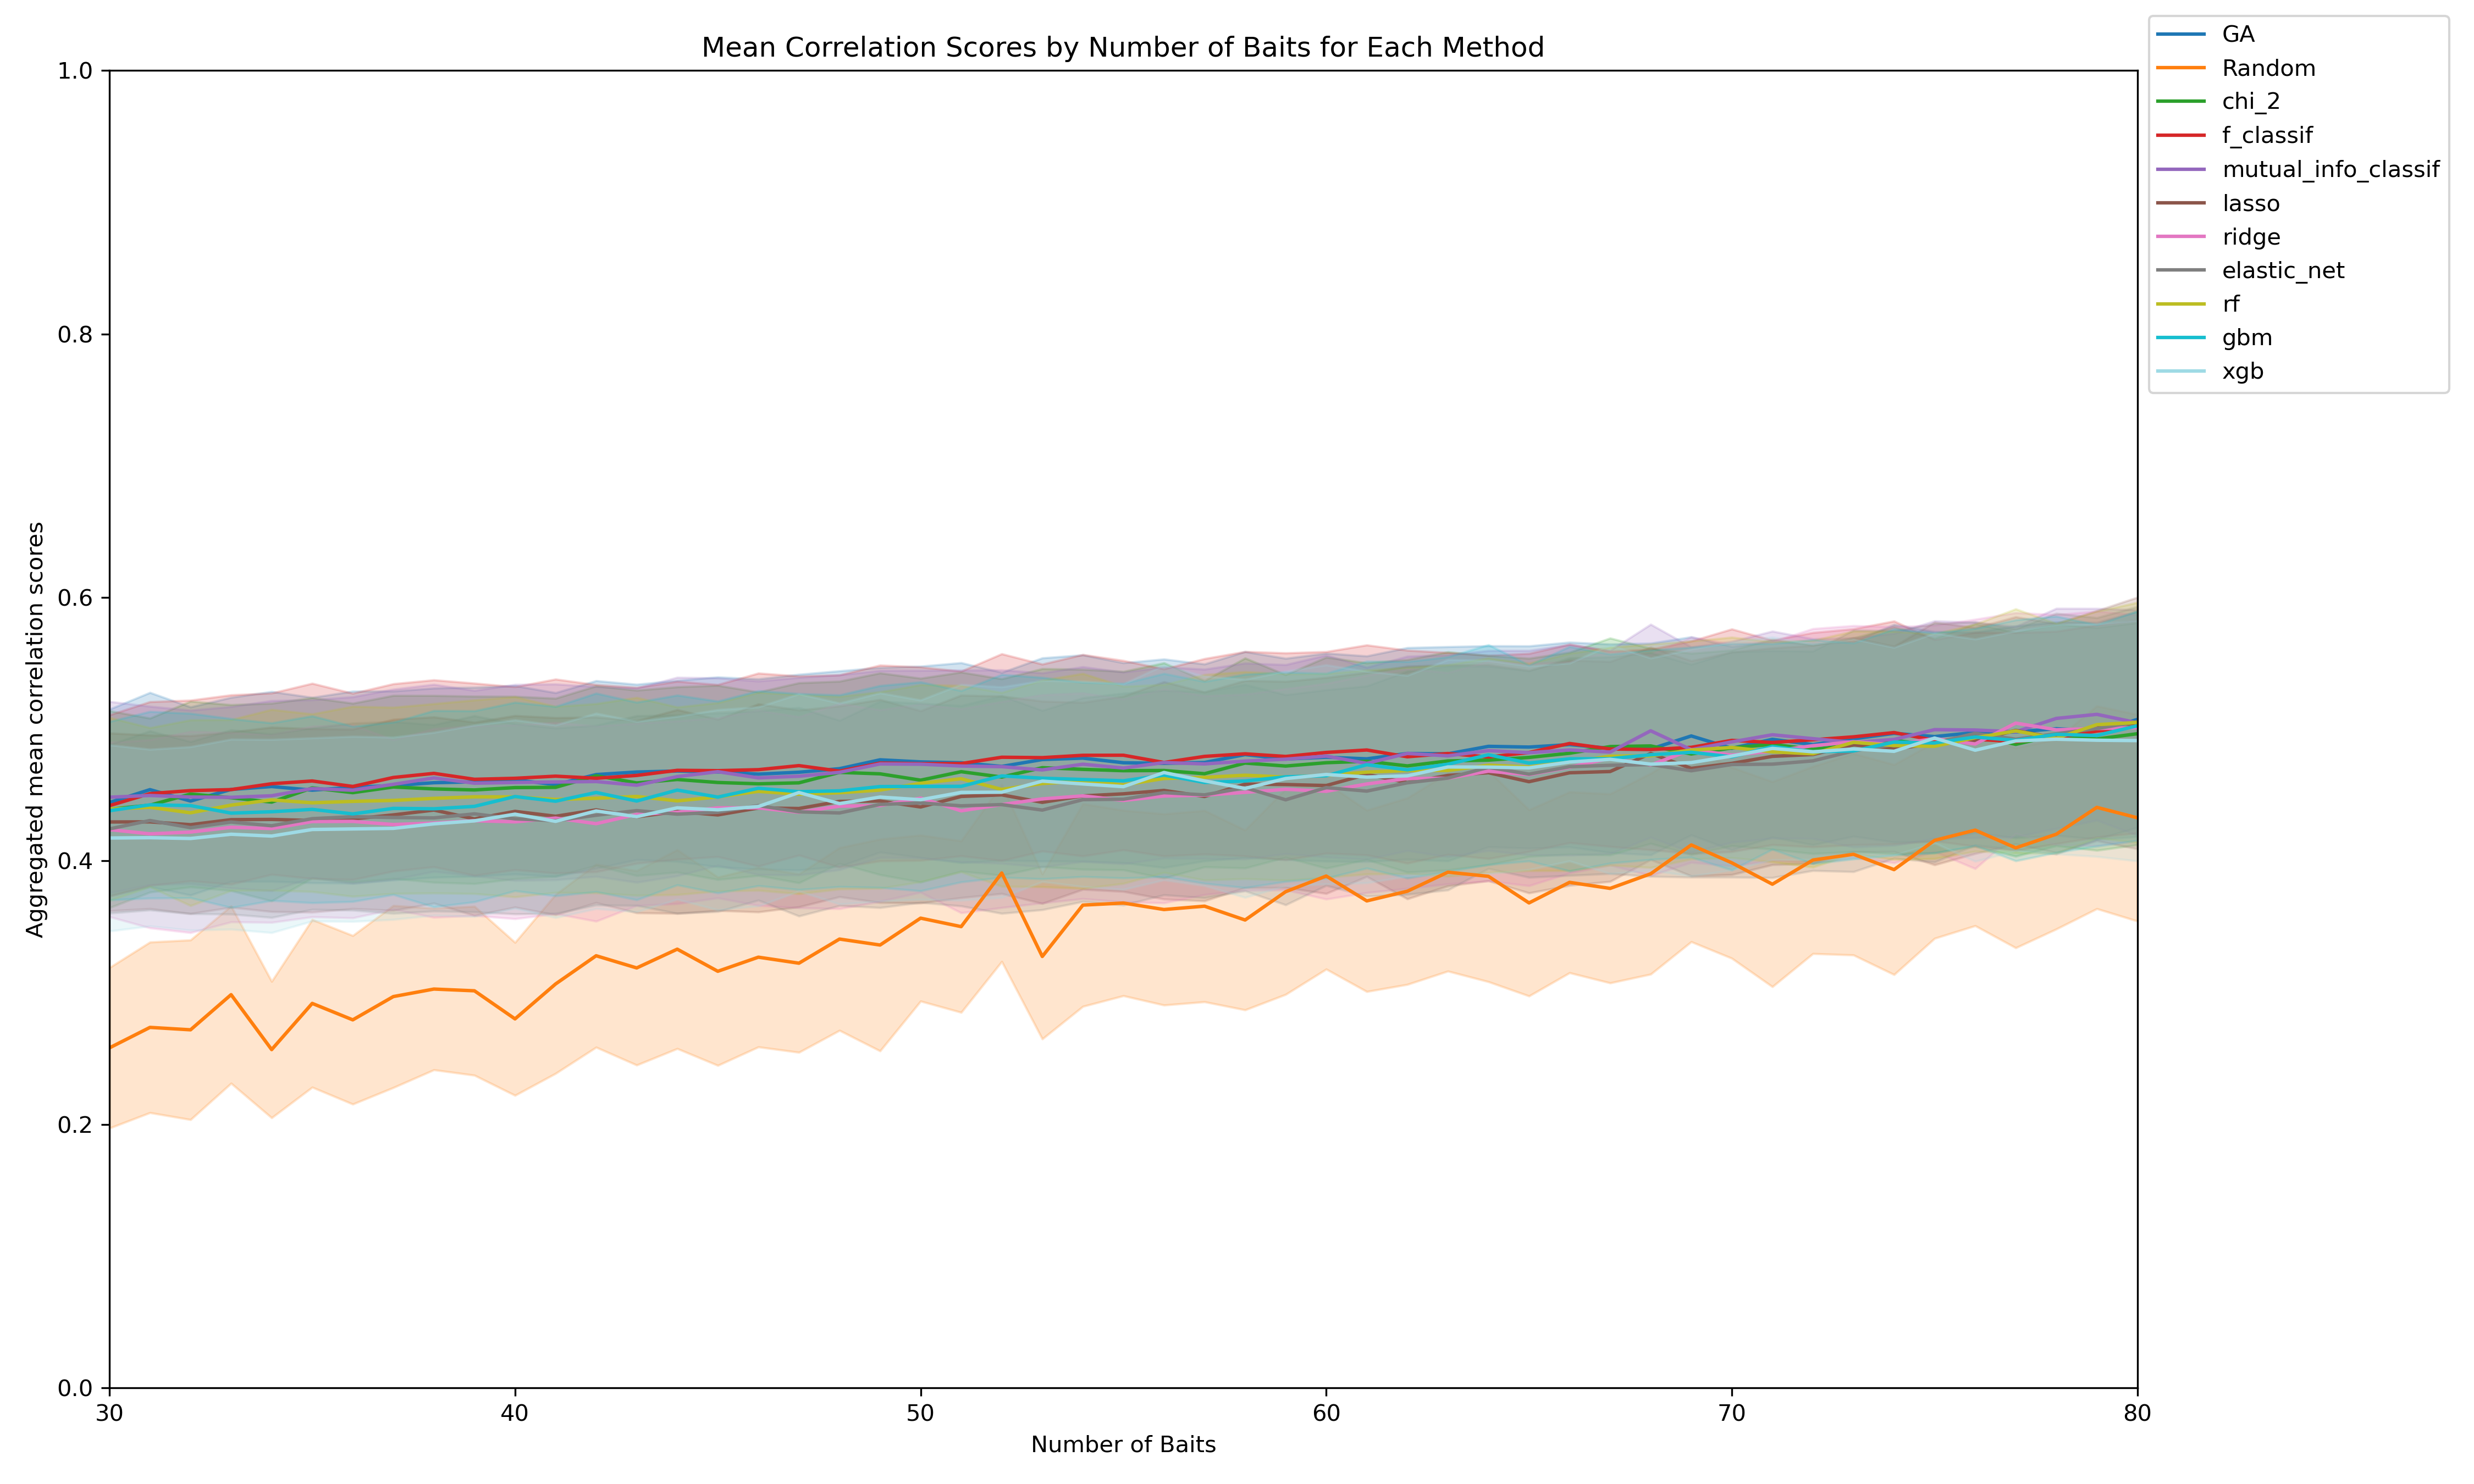 Mean Correlation Scores by Number of Baits for Each Method
GA
Random
chi_2
f_classif
mutual_info_classif
lasso
ridge
elastic_net
rf
gbm
xgb
Aggregated mean correlation scores
1.0
0.8
0.6
0.4
0.2
0.0
30 40 50 60 70 80
Number of Baits